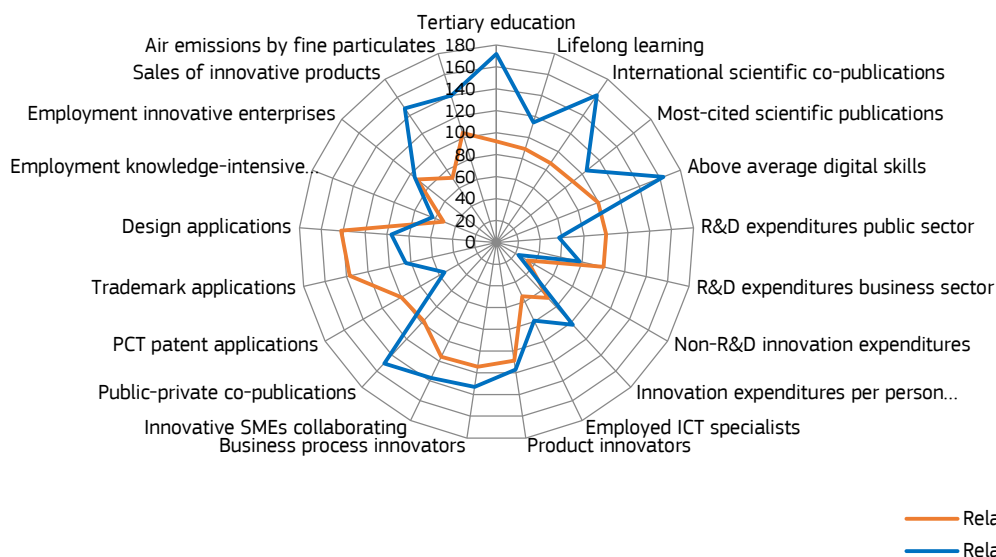 Tertiary education
Air emissions by fine particulates
Lifelong learning
Sales of innovative products
International scientific co-publications
Employment innovative enterprises
Most-cited scientific publications
Employment knowledge-intensive...
Above average digital skills
Design applications
R&D expenditures public sector
Trademark applications
R&D expenditures business sector
PCT patent applications
Non-R&D innovation expenditures
Public-private co-publications
Innovation expenditures per person...
Innovative SMEs collaborating
Employed ICT specialists
Business process innovators
Product innovators
180
160
140
120
100
80
60
40
20
0
Rela
Rela